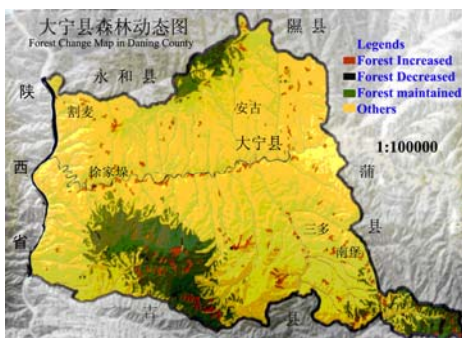 大宁县森林动态图
Forest Change Map in Daning County
隰县
永和县
陕西省
Legends
Forest Increased
Forest Decreased
Forest maintained
Others
1:100000
割麦
安古
大宁县
徐家垛
蒲县
三多
南堡
吉县